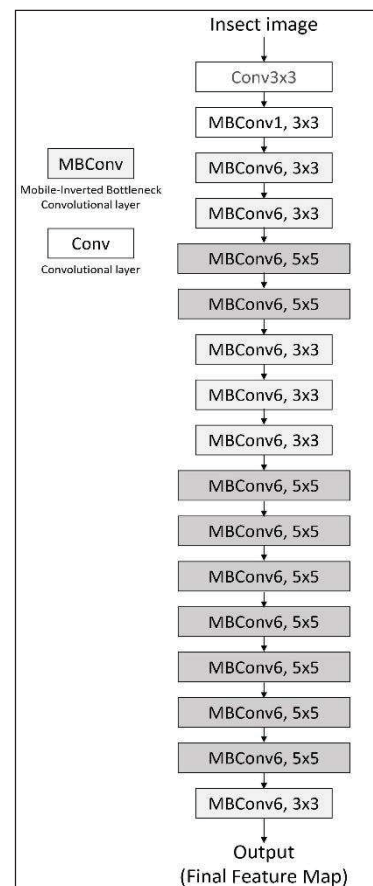 Insect image
Conv3x3
MBConv1, 3x3
MBConv6, 3x3
MBConv6, 3x3
MBConv6, 5x5
MBConv6, 5x5
MBConv6, 3x3
MBConv6, 3x3
MBConv6, 3x3
MBConv6, 5x5
MBConv6, 5x5
MBConv6, 5x5
MBConv6, 5x5
MBConv6, 5x5
MBConv6, 5x5
MBConv6, 5x5
MBConv6, 3x3
Output
(Final Feature Map)
MBConv
Mobile-Inverted Bottleneck
Convolutional layer
Conv
Convolutional layer